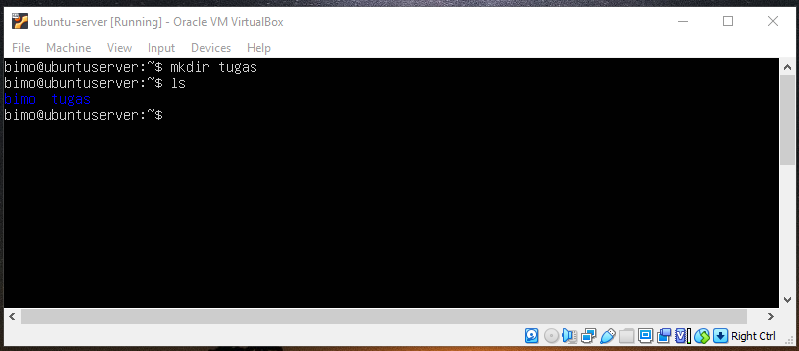 ubuntu-server [Running] - Oracle VM VirtualBox
File Machine View Input Devices Help
bimo@ubuntuserver:~$ mkdir tugas
bimo@ubuntuserver:~$ ls
bimo tugas
bimo@ubuntuserver:~$
Right Ctrl